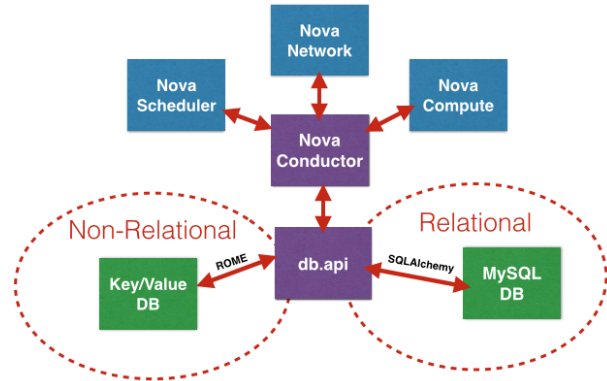 Nova
Network
Nova
Scheduler
Nova
Compute
Nova
Conductor
Non-Relational
Relational
ROME
db.api
SQLAlchemy
Key/Value
DB
MySQL
DB